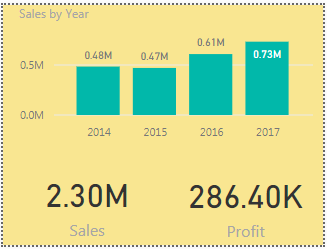 Sales by Year
0.61M
0.48M 0.47M 0.73M
0.5M
0.0M
2014 2015 2016 2017
2.30M 286.40K
Sales Profit